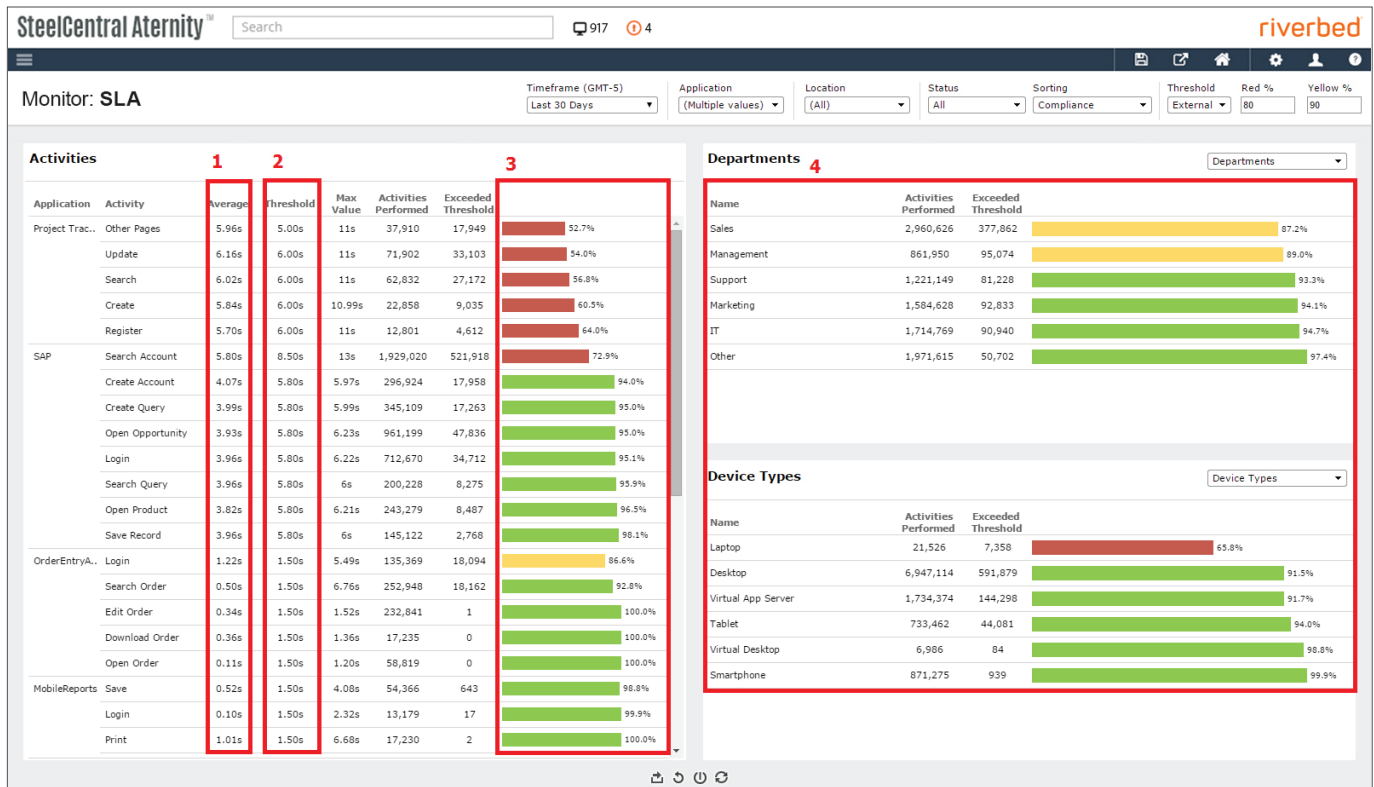 SteelCentral Aternity™ Search 917 4 riverbed
Monitor: SLA
Timeframe (GMT-5) Application Location Status Sorting Threshold Red % Yellow %
Last 30 Days (Multiple values) (All) All Compliance External 80 90
Activities
1 2 3
Application Activity Average Threshold Max Value Activities Performed Exceeded Threshold
Project Trac.. Other Pages 5.96s 5.00s 11s 37,910 17,949 52.7%
Update 6.16s 6.00s 11s 71,902 33,103 54.0%
Search 6.02s 6.00s 11s 62,832 27,172 56.8%
Create 5.84s 6.00s 10.99s 22,858 9,035 60.5%
Register 5.70s 6.00s 11s 12,801 4,612 64.0%
SAP Search Account 5.80s 8.50s 13s 1,929,020 521,918 72.9%
Create Account 4.07s 5.80s 5.97s 296,924 17,958 94.0%
Create Query 3.99s 5.80s 5.99s 345,109 17,263 95.0%
Open Opportunity 3.93s 5.80s 6.23s 961,199 47,836 95.0%
Login 3.96s 5.80s 6.22s 712,670 34,712 95.1%
Search Query 3.96s 5.80s 6s 200,228 8,275 95.9%
Open Product 3.82s 5.80s 6.21s 243,279 8,487 96.5%
Save Record 3.96s 5.80s 6s 145,122 2,768 98.1%
OrderEntryA.. Login 1.22s 1.50s 5.49s 135,369 18,094 86.6%
Search Order 0.50s 1.50s 6.76s 252,948 18,162 92.8%
Edit Order 0.34s 1.50s 1.52s 232,841 1 100.0%
Download Order 0.36s 1.50s 1.36s 17,235 0 100.0%
Open Order 0.11s 1.50s 1.20s 58,819 0 100.0%
MobileReports Save 0.52s 1.50s 4.08s 54,366 643 98.8%
Login 0.10s 1.50s 2.32s 13,179 17 99.9%
Print 1.01s 1.50s 6.68s 17,230 2 100.0%
Departments 4 Departments
Name Activities Performed Exceeded Threshold
Sales 2,960,626 377,862 87.2%
Management 861,950 95,074 89.0%
Support 1,221,149 81,228 93.3%
Marketing 1,584,628 92,833 94.1%
IT 1,714,769 90,940 94.7%
Other 1,971,615 50,702 97.4%
Device Types Device Types
Name Activities Performed Exceeded Threshold
Laptop 21,526 7,358 65.8%
Desktop 6,947,114 591,879 91.5%
Virtual App Server 1,734,374 144,298 91.7%
Tablet 733,462 44,081 94.0%
Virtual Desktop 6,986 84 98.8%
Smartphone 871,275 939 99.9%